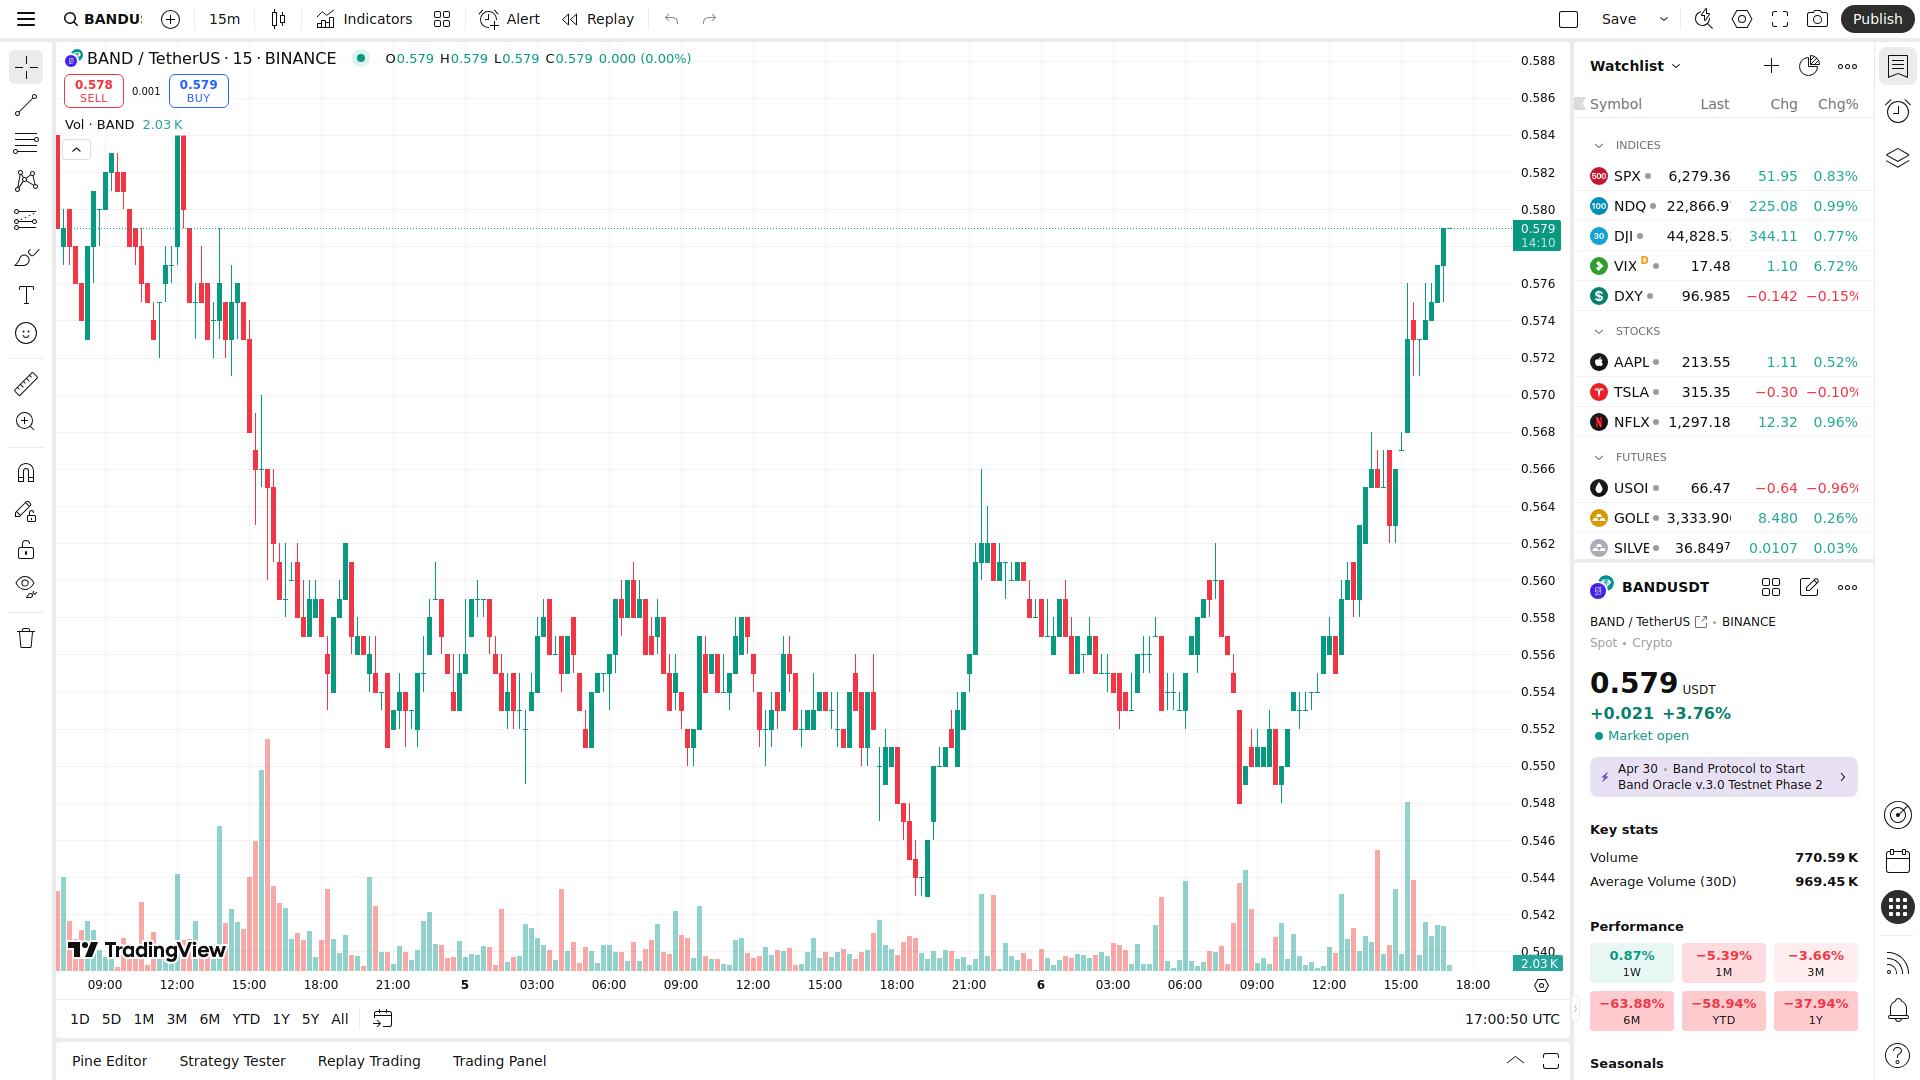 BANDU
15m
Indicators
Alert
Replay
Save
Publish
BAND / TetherUS · 15 · BINANCE
O0.579 H0.579 L0.579 C0.579 0.000 (0.00%)
0.578
SELL
0.001
0.579
BUY
Vol · BAND 2.03 K
0.588
0.586
0.584
0.582
0.580
0.579
14:10
0.576
0.574
0.572
0.570
0.568
0.566
0.564
0.562
0.560
0.558
0.556
0.554
0.552
0.550
0.548
0.546
0.544
0.542
0.540
2.03 K
TradingView
09:00 12:00 15:00 18:00 21:00 5 03:00 06:00 09:00 12:00 15:00 18:00 21:00 6 03:00 06:00 09:00 12:00 15:00 18:00
1D 5D 1M 3M 6M YTD 1Y 5Y All
17:00:50 UTC
Pine Editor
Strategy Tester
Replay Trading
Trading Panel
Watchlist
Symbol Last Chg Chg%
INDICES
500 SPX 6,279.36 51.95 0.83%
100 NDQ 22,866.9 225.08 0.99%
30 DJI 44,828.5 344.11 0.77%
VIX D 17.48 1.10 6.72%
DXY 96.985 −0.142 −0.15%
STOCKS
AAPL 213.55 1.11 0.52%
TSLA 315.35 −0.30 −0.10%
NFLX 1,297.18 12.32 0.96%
FUTURES
USOI 66.47 −0.64 −0.96%
GOLD 3,333.90 8.480 0.26%
SILVE 36.849⁷ 0.0107 0.03%
BANDUSDT
BAND / TetherUS • BINANCE
Spot • Crypto
0.579 USDT
+0.021 +3.76%
Market open
Apr 30 • Band Protocol to Start
Band Oracle v.3.0 Testnet Phase 2
Key stats
Volume 770.59 K
Average Volume (30D) 969.45 K
Performance
0.87%
1W
−5.39%
1M
−3.66%
3M
−63.88%
6M
−58.94%
YTD
−37.94%
1Y
Seasonals